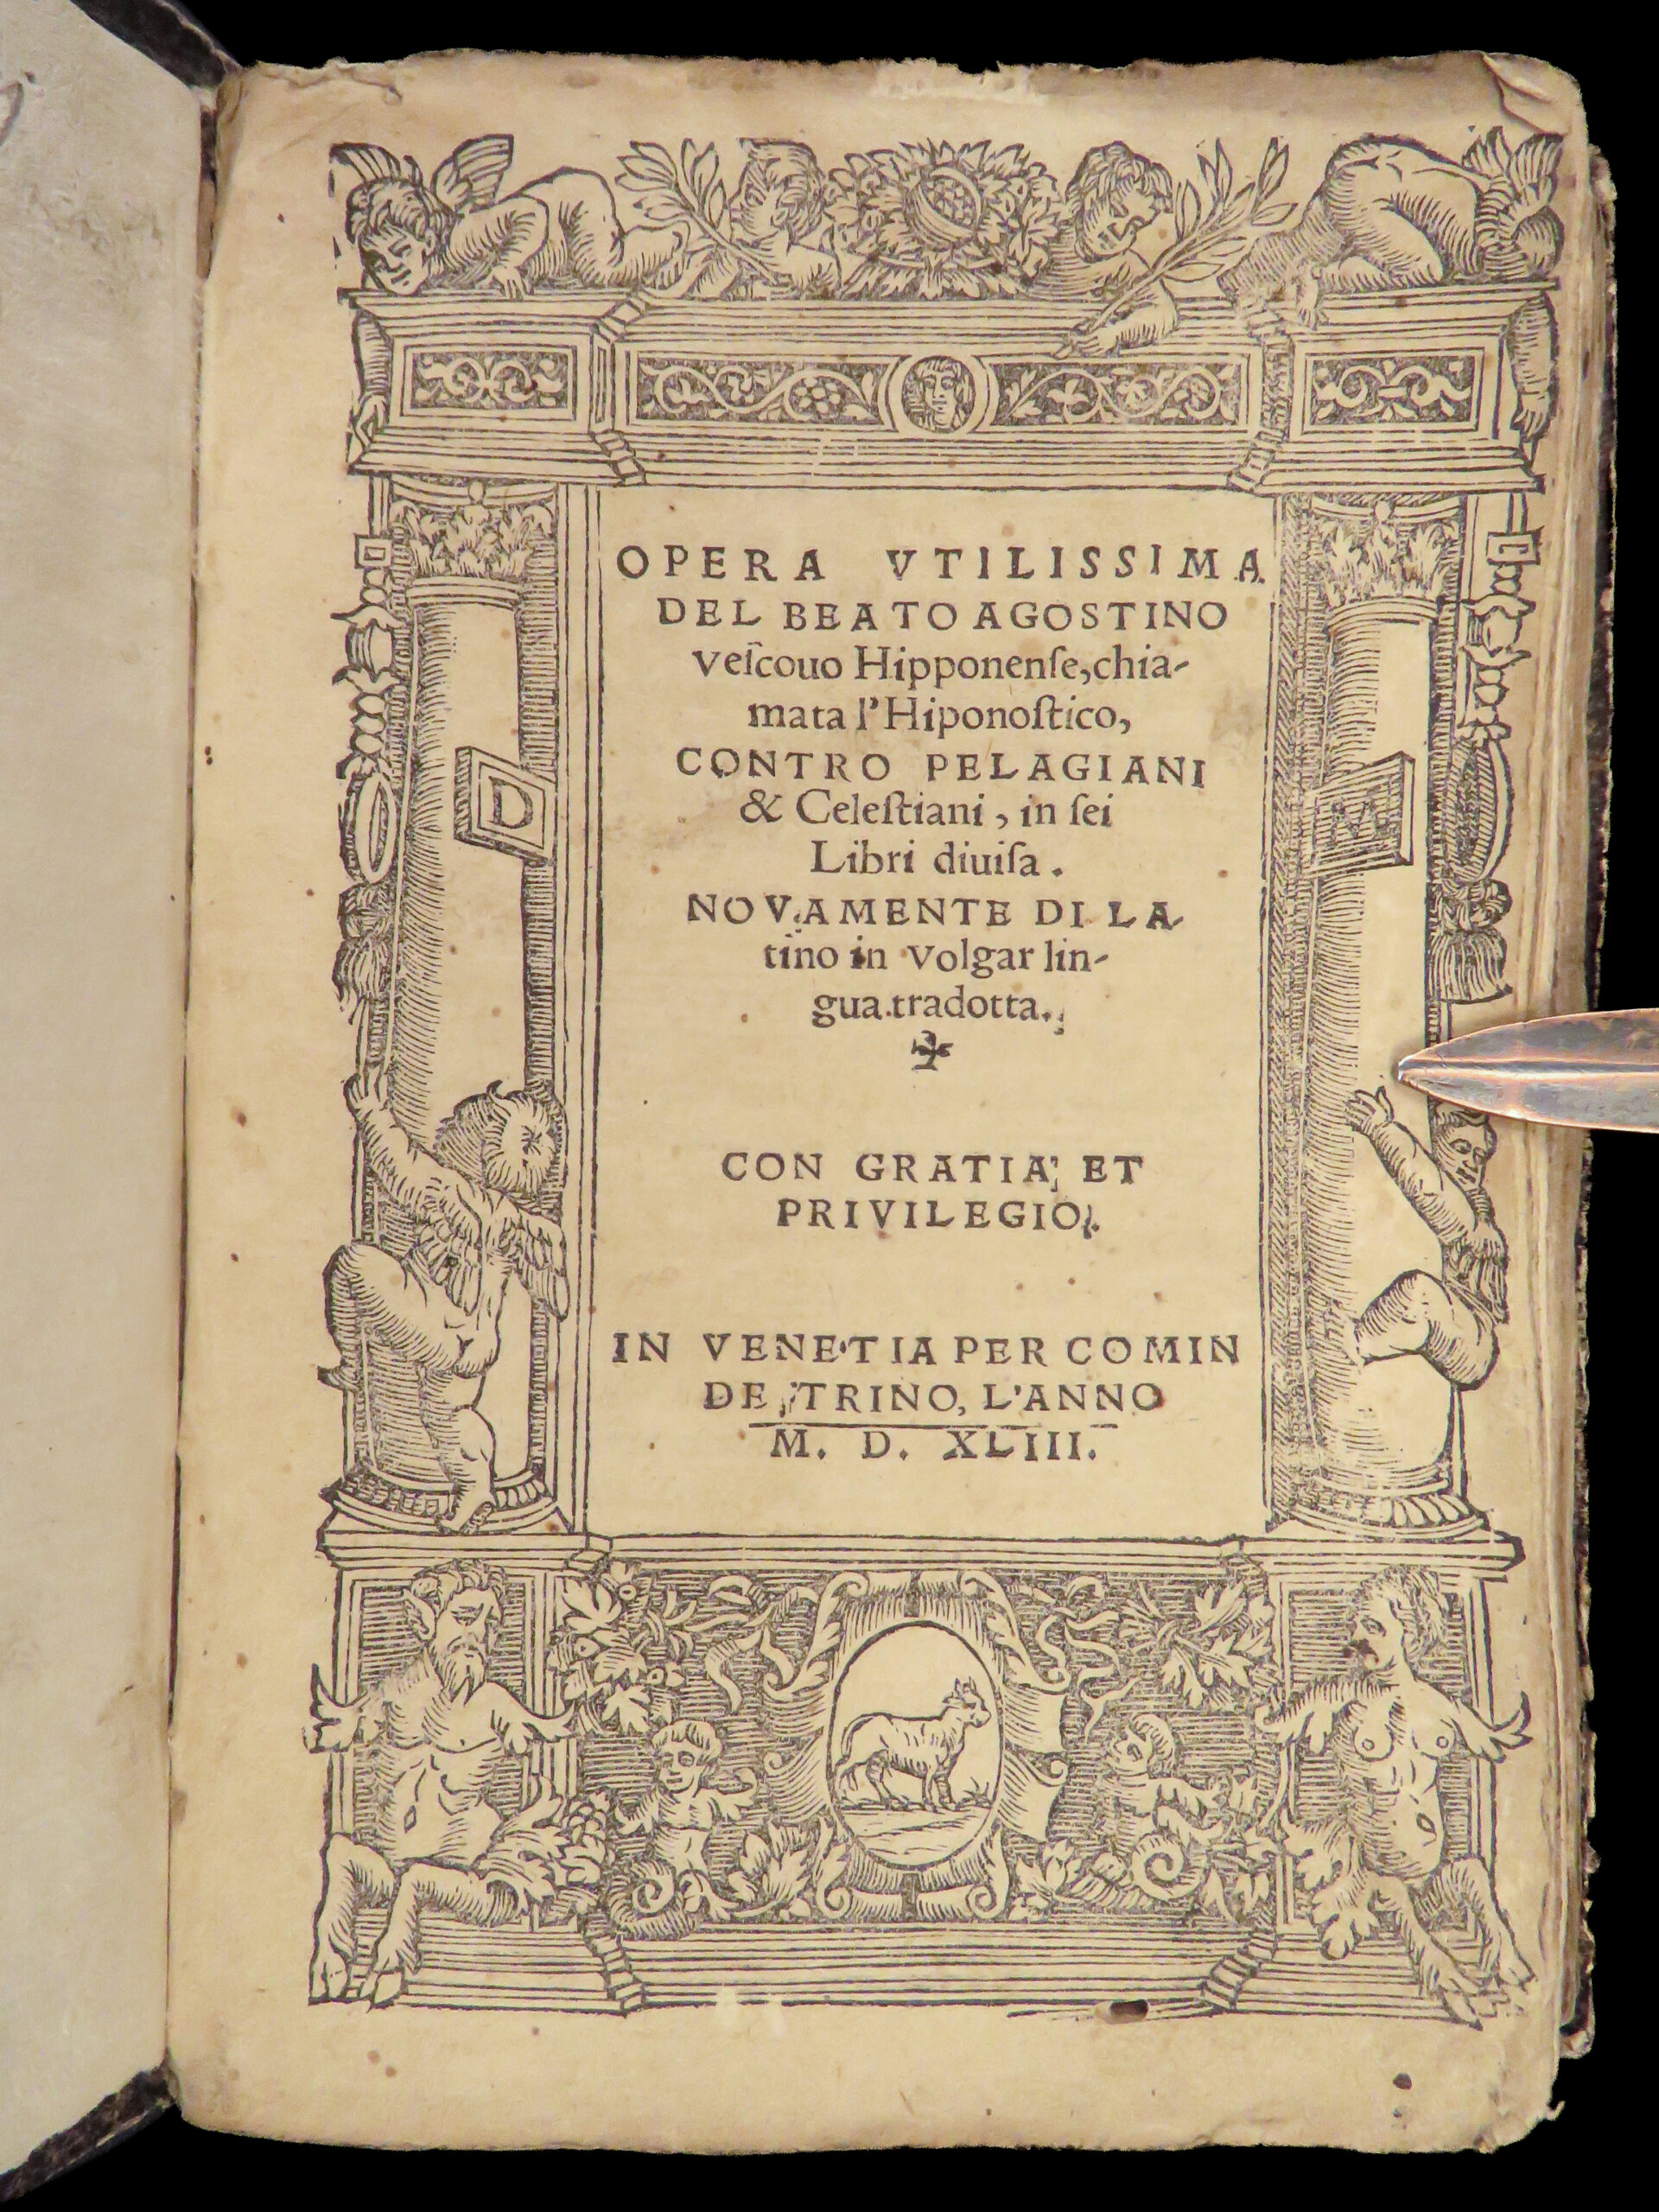 OPERA VTILISSIMA
DEL BEATO AGOSTINO
veſcouo Hipponenſe, chia-
mata l'Hiponoſtico,
CONTRO PELAGIANI
& Celeſtiani, in ſei
Libri diuiſa.
NOVAMENTE DI LA-
tino in Volgar lin-
gua tradotta.
✠
CON GRATIA, ET
PRIVILEGIO.
IN VENETIA PER COMIN
DE TRINO, L'ANNO
M. D. XLIII.
D
M